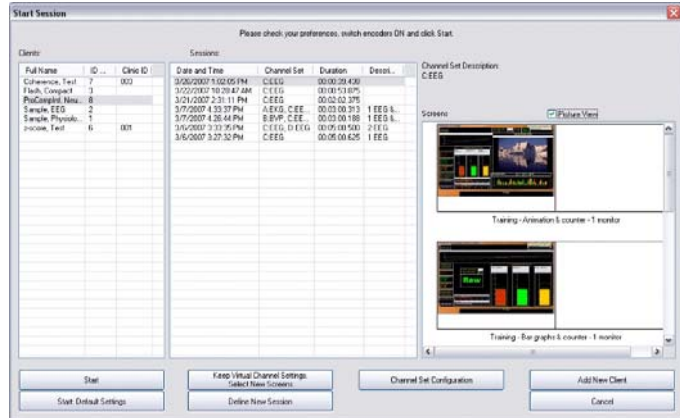 Start Session
Please check your preferences, switch encoders ON and click Start.
Clients:
Sessions:
Channel Set Description:
C:EEG
Full Name ID ... Clinic ID
Coherence, Test 7 003
Flash, Compact 3
ProCompInf, Neu... 8
Sample, EEG 2
Sample, Physiolo... 1
z-score, Test 6 001
Date and Time Channel Set Duration Descri...
3/26/2007 1:02:05 PM C:EEG 00:00:39.430
3/22/2007 10:28:47 AM C:EEG 00:00:53.875
3/21/2007 2:31:11 PM C:EEG 00:02:02.375
3/7/2007 4:33:37 PM A:EKG, C:EE... 00:03:00.313 1 EEG &...
3/7/2007 4:26:44 PM B:BVP, C:EE... 00:03:00.188 1 EEG &...
3/6/2007 3:33:35 PM C:EEG, D:EEG 00:05:00.500 2 EEG
3/6/2007 3:27:32 PM C:EEG 00:05:00.625 1 EEG
Screens
Picture View
Training - Animation & counter - 1 monitor
Raw
Training - Bar graphs & counter - 1 monitor
Start
Keep Virtual Channel Settings.
Select New Screens.
Channel Set Configuration
Add New Client
Start: Default Settings
Define New Session
Cancel